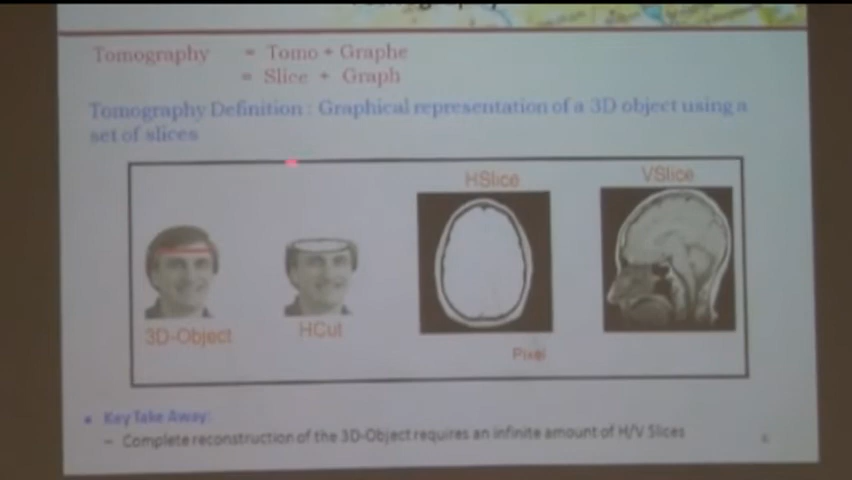 Tomography = Tomo + Graphe
= Slice + Graph
Tomography Definition : Graphical representation of a 3D object using a
set of slices
HSlice VSlice
3D-Object HCut
Pixel
Key Take Away:
– Complete reconstruction of the 3D-Object requires an infinite amount of H/V Slices